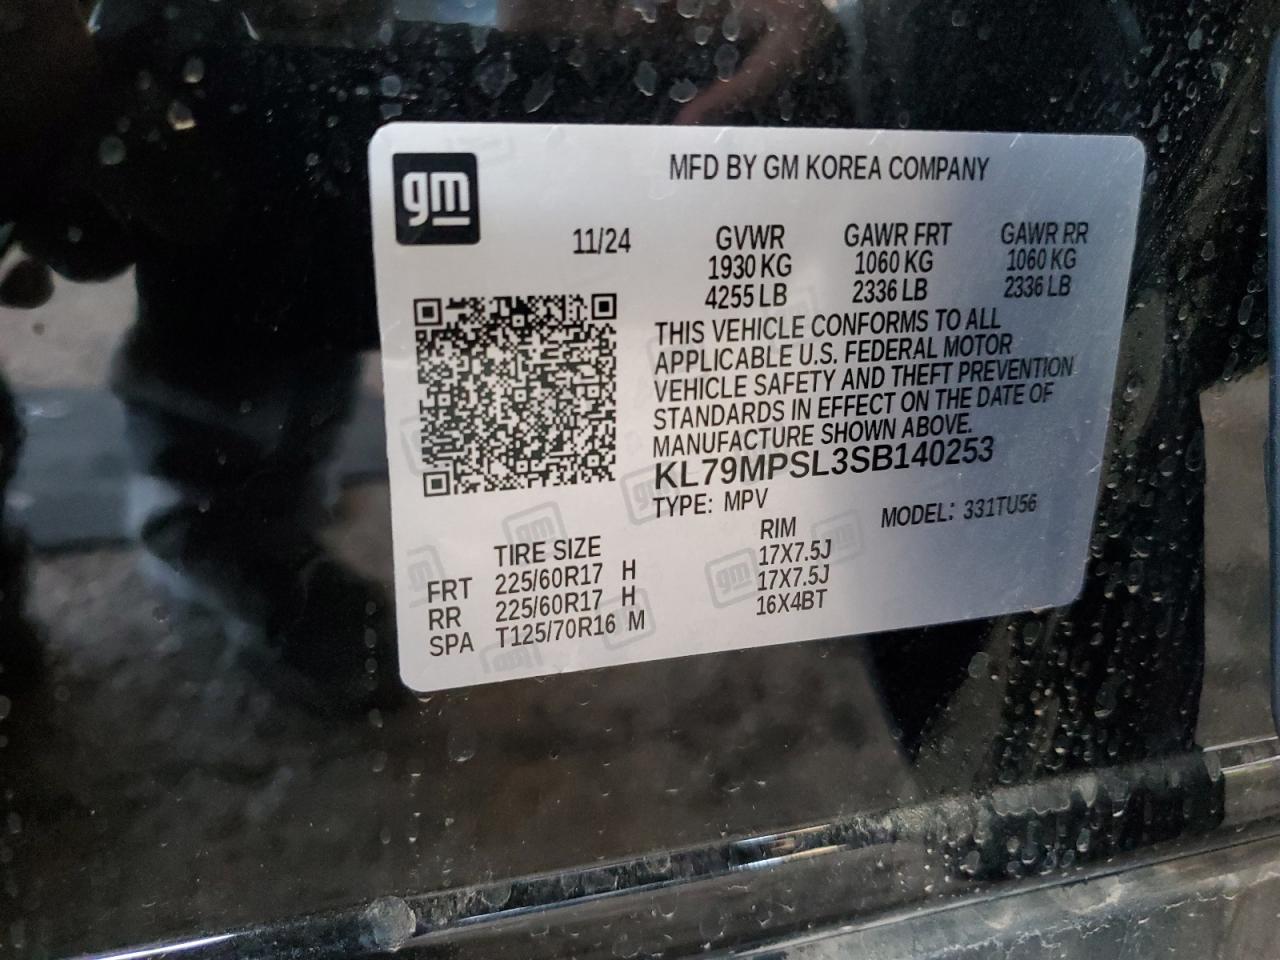 gm
MFD BY GM KOREA COMPANY
11/24
GVWR GAWR FRT GAWR RR
1930 KG 1060 KG 1060 KG
4255 LB 2336 LB 2336 LB
THIS VEHICLE CONFORMS TO ALL
APPLICABLE U.S. FEDERAL MOTOR
VEHICLE SAFETY AND THEFT PREVENTION
STANDARDS IN EFFECT ON THE DATE OF
MANUFACTURE SHOWN ABOVE.
KL79MPSL3SB140253
TYPE: MPV MODEL: 331TU56
TIRE SIZE RIM
FRT 225/60R17 H 17X7.5J
RR 225/60R17 H 17X7.5J
SPA T125/70R16 M 16X4BT